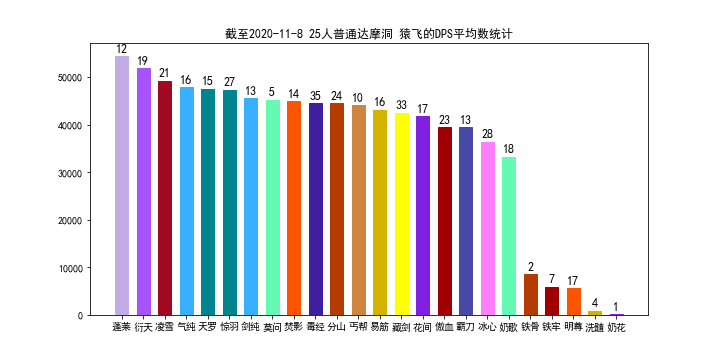 截至2020-11-8 25人普通达摩洞 猿飞的DPS平均数统计
12 19 21 16 15 27 13 5 14 35 24 10 16 33 17 23 13 28 18 2 7 17 4 1
50000
40000
30000
20000
10000
0
蓬莱 衍天 凌雪 气纯 天罗 惊羽 剑纯 莫问 焚影 毒经 分山 丐帮 易筋 藏剑 花间 傲血 霸刀 冰心 奶歌 铁骨 铁牢 明尊 洗髓 奶花